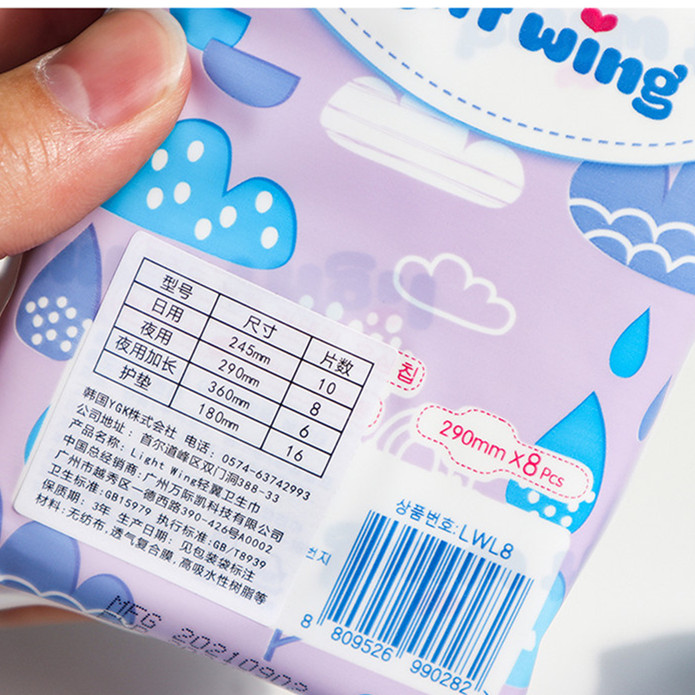 wing
型号 尺寸 片数
日用 245mm 10
夜用 290mm 8
夜用加长 360mm 6
护垫 180mm 16
韩国YGK株式会社 电话: 0574-63742993
公司地址: 首尔道峰区双门洞388-33
产品名称: Light Wing轻翼卫生巾
中国总经销商: 广州万际凯科技有限公司
广州市越秀区一德西路390-426号A0002
卫生标准:GB15979 执行标准:GB/T8939
保质期: 3年 生产日期: 见包装袋标注
材料: 无纺布,透气复合膜,高吸水性树脂等
칩
290mm x8Pcs
상품번호:LWL8
8 809526 990282
MFG 20210902